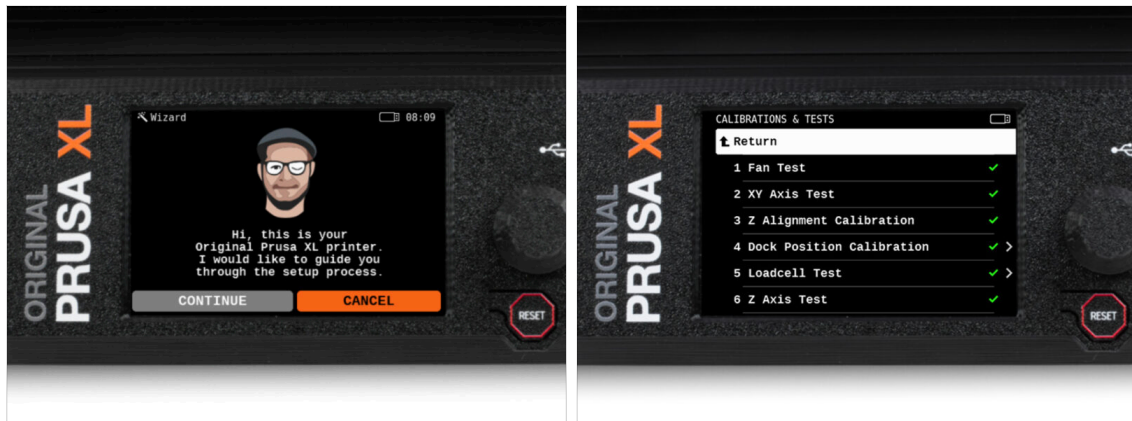 ORIGINAL
PRUSA XL
Wizard
08:09
Hi, this is your
Original Prusa XL printer.
I would like to guide you
through the setup process.
CONTINUE
CANCEL
RESET
ORIGINAL
PRUSA XL
CALIBRATIONS & TESTS
Return
1 Fan Test
2 XY Axis Test
3 Z Alignment Calibration
4 Dock Position Calibration
5 Loadcell Test
6 Z Axis Test
RESET